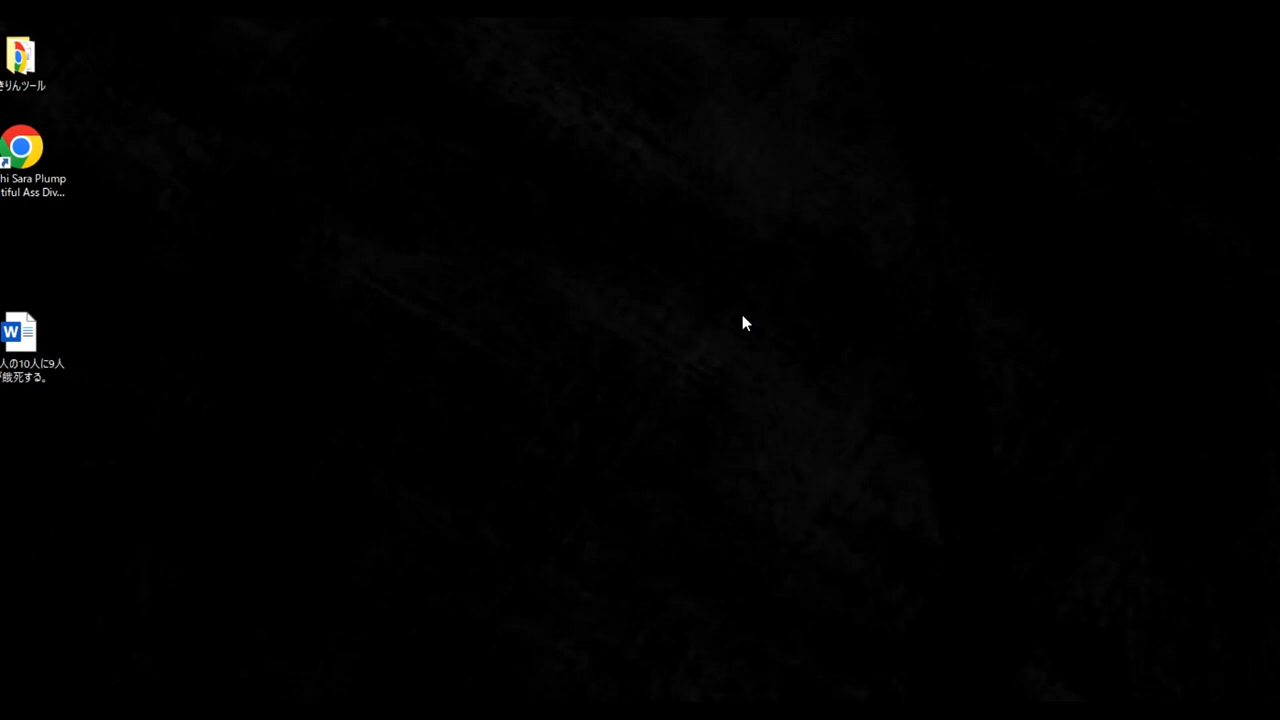 きりんツール
hi Sara Plump
tiful Ass Div...
W
人の10人に9人
が餓死する。